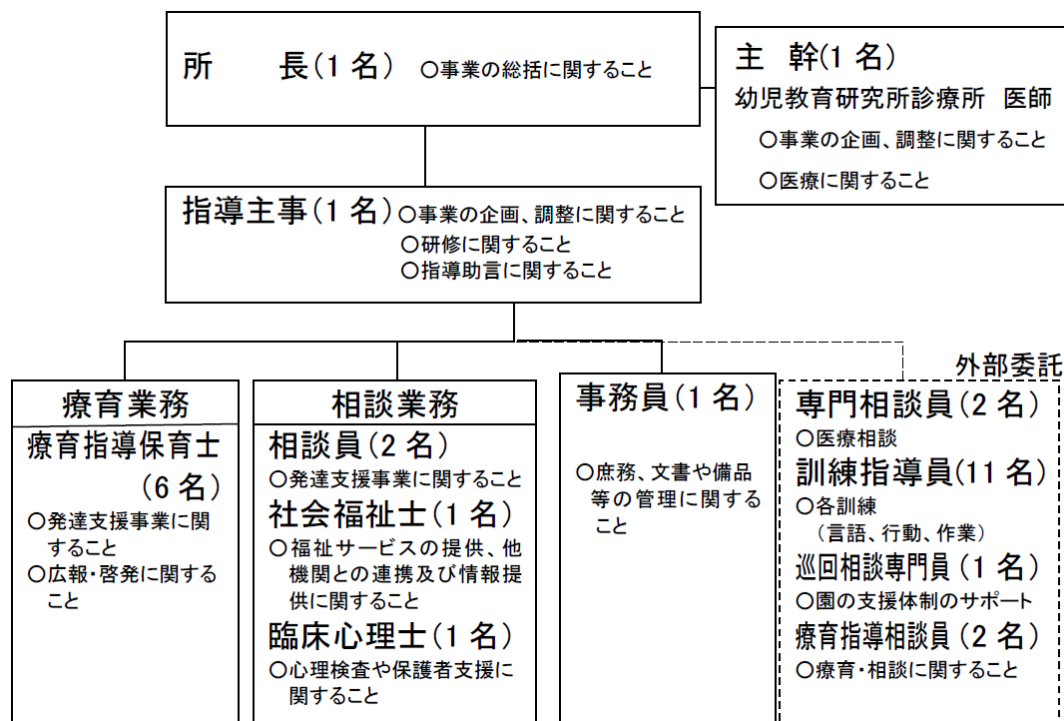 所　　長(1名)　○事業の総括に関すること
主　幹(1名)
幼児教育研究所診療所　医師
○事業の企画、調整に関すること
○医療に関すること
指導主事(1名)○事業の企画、調整に関すること
○研修に関すること
○指導助言に関すること
療育業務
療育指導保育士
(6名)
○発達支援事業に関
すること
○広報・啓発に関する
こと
相談業務
相談員(2名)
○発達支援事業に関すること
社会福祉士(1名)
○福祉サービスの提供、他
機関との連携及び情報提
供に関すること
臨床心理士(1名)
○心理検査や保護者支援に
関すること
事務員(1名)
○庶務、文書や備品
等の管理に関する
こと
外部委託
専門相談員(2名)
○医療相談
訓練指導員(11名)
○各訓練
(言語、行動、作業)
巡回相談専門員(1名)
○園の支援体制のサポート
療育指導相談員(2名)
○療育・相談に関すること